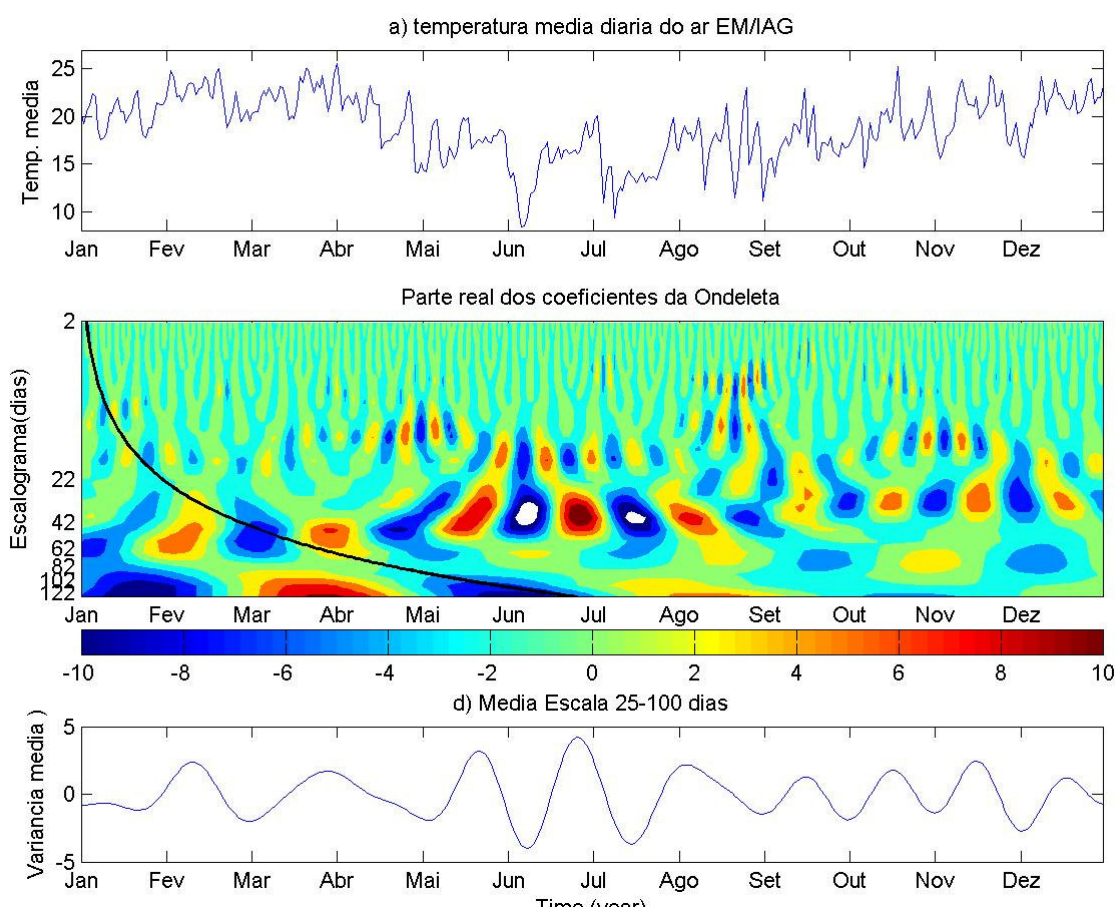 a) temperatura media diaria do ar EM/IAG
Temp. media
25
20
15
10
Jan Fev Mar Abr Mai Jun Jul Ago Set Out Nov Dez
Parte real dos coeficientes da Ondeleta
Escalograma(dias)
2
22
42
62
82
102
122
Jan Fev Mar Abr Mai Jun Jul Ago Set Out Nov Dez
-10 -8 -6 -4 -2 0 2 4 6 8 10
d) Media Escala 25-100 dias
Variancia media )
5
0
-5
Jan Fev Mar Abr Mai Jun Jul Ago Set Out Nov Dez
Time (year)